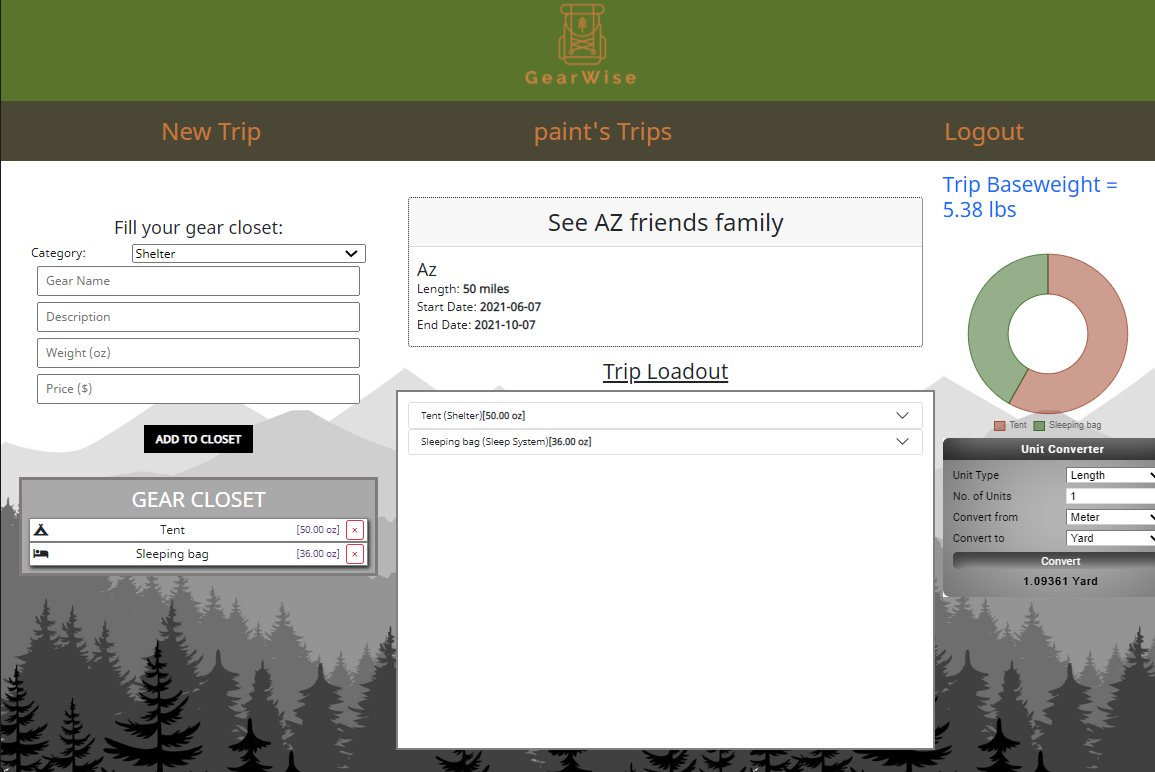 GearWise
New Trip
paint's Trips
Logout
Fill your gear closet:
Category:
Shelter
Gear Name
Description
Weight (oz)
Price ($)
ADD TO CLOSET
GEAR CLOSET
Tent [50.00 oz] ×
Sleeping bag [36.00 oz] ×
See AZ friends family
Az
Length: 50 miles
Start Date: 2021-06-07
End Date: 2021-10-07
Trip Loadout
Tent (Shelter)[50.00 oz]
Sleeping bag (Sleep System)[36.00 oz]
Trip Baseweight =
5.38 lbs
Tent Sleeping bag
Unit Converter
Unit Type Length
No. of Units 1
Convert from Meter
Convert to Yard
Convert
1.09361 Yard